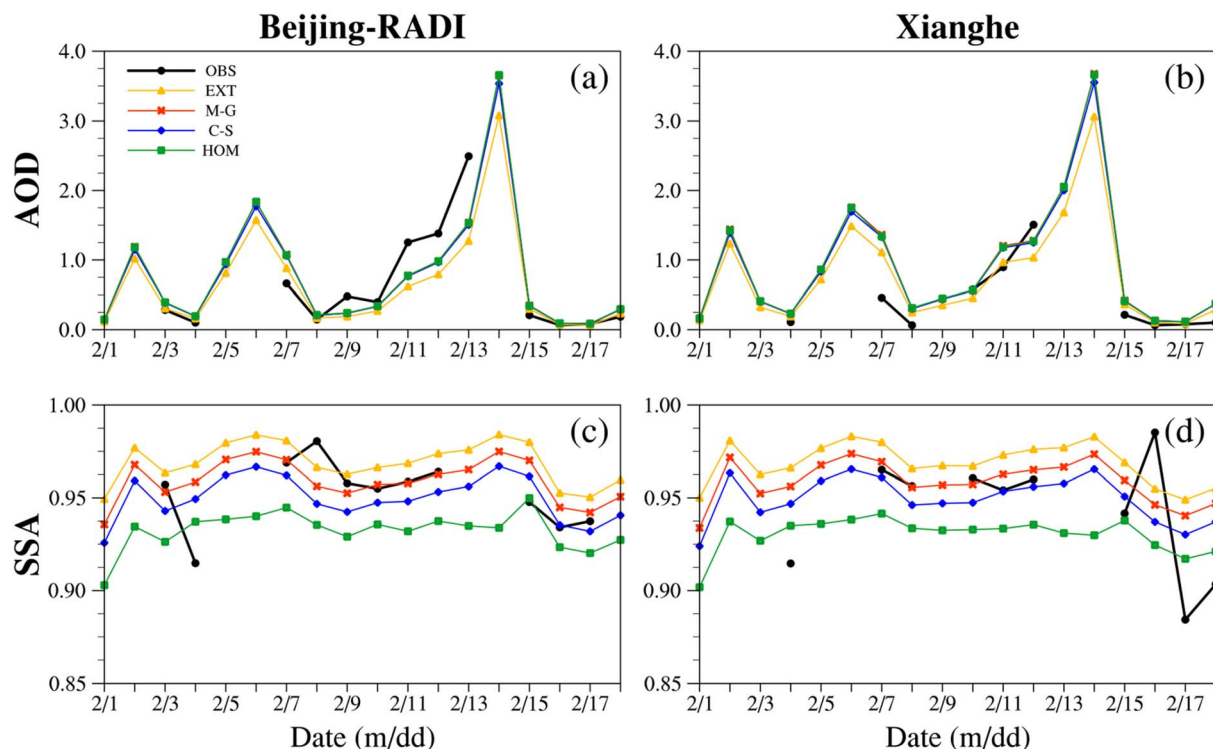 Beijing-RADI
Xianghe
AOD
4.0
3.0
2.0
1.0
0.0
OBS
EXT
M-G
C-S
HOM
(a)
2/1 2/3 2/5 2/7 2/9 2/11 2/13 2/15 2/17
4.0
3.0
2.0
1.0
0.0
(b)
2/1 2/3 2/5 2/7 2/9 2/11 2/13 2/15 2/17
SSA
1.00
0.95
0.90
0.85
(c)
2/1 2/3 2/5 2/7 2/9 2/11 2/13 2/15 2/17
Date (m/dd)
1.00
0.95
0.90
0.85
(d)
2/1 2/3 2/5 2/7 2/9 2/11 2/13 2/15 2/17
Date (m/dd)